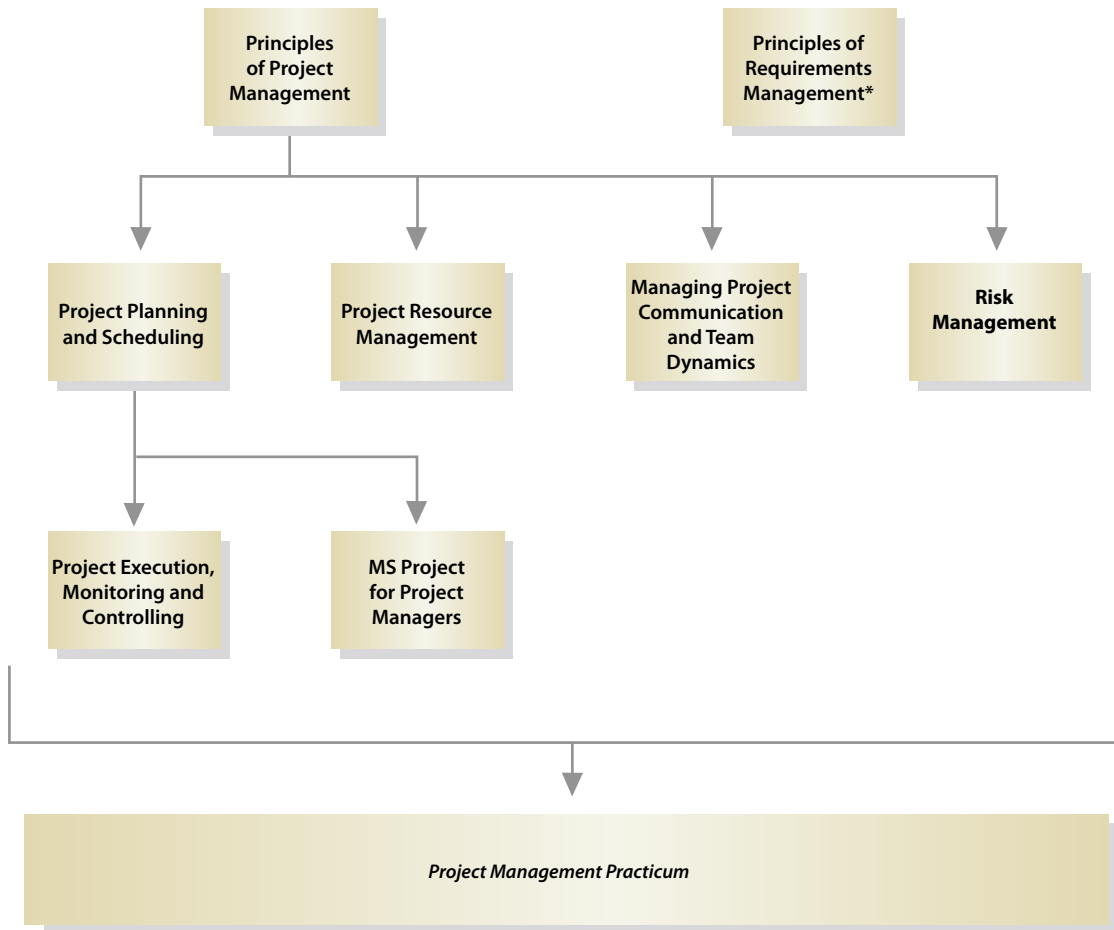 Principles
of Project
Management
Principles of
Requirements
Management*
Project Planning
and Scheduling
Project Resource
Management
Managing Project
Communication
and Team
Dynamics
Risk
Management
Project Execution,
Monitoring and
Controlling
MS Project
for Project
Managers
Project Management Practicum